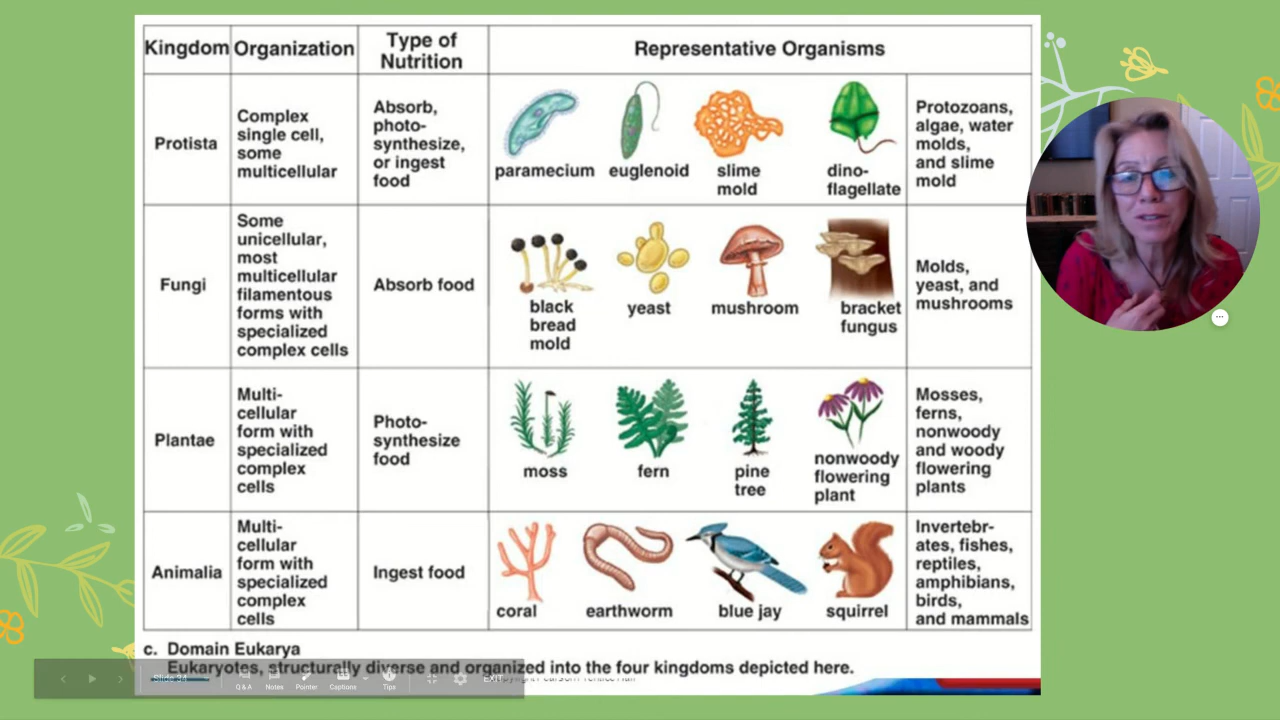 Kingdom
Organization
Type of
Nutrition
Representative Organisms
Protista
Complex
single cell,
some
multicellular
Absorb,
photo-
synthesize,
or ingest
food
paramecium
euglenoid
slime
mold
dino-
flagellate
Protozoans,
algae, water
molds,
and slime
mold
Fungi
Some
unicellular,
most
multicellular
filamentous
forms with
specialized
complex cells
Absorb food
black
bread
mold
yeast
mushroom
bracket
fungus
Molds,
yeast, and
mushrooms
Plantae
Multi-
cellular
form with
specialized
complex
cells
Photo-
synthesize
food
moss
fern
pine
tree
nonwoody
flowering
plant
Mosses,
ferns,
nonwoody
and woody
flowering
plants
Animalia
Multi-
cellular
form with
specialized
complex
cells
Ingest food
coral
earthworm
blue jay
squirrel
Invertebr-
ates, fishes,
reptiles,
amphibians,
birds,
and mammals
c. Domain Eukarya
Eukaryotes, structurally diverse and organized into the four kingdoms depicted here.
Q&A
Notes
Pointer
Captions
Tips
EXIT